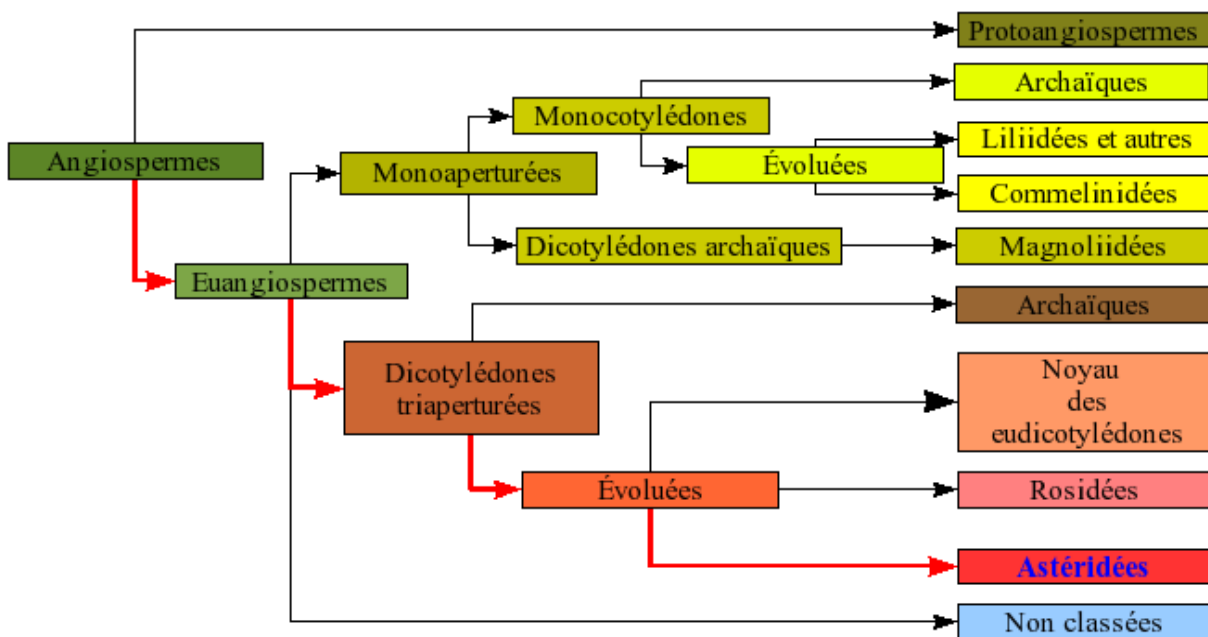 Protoangiospermes
Archaïques
Monocotylédones
Liliidées et autres
Angiospermes
Monoaperturées
Évoluées
Commelinidées
Dicotylédones archaïques
Magnoliidées
Euangiospermes
Archaïques
Dicotylédones
triaperturées
Noyau
des
eudicotylédones
Évoluées
Rosidées
Astéridées
Non classées